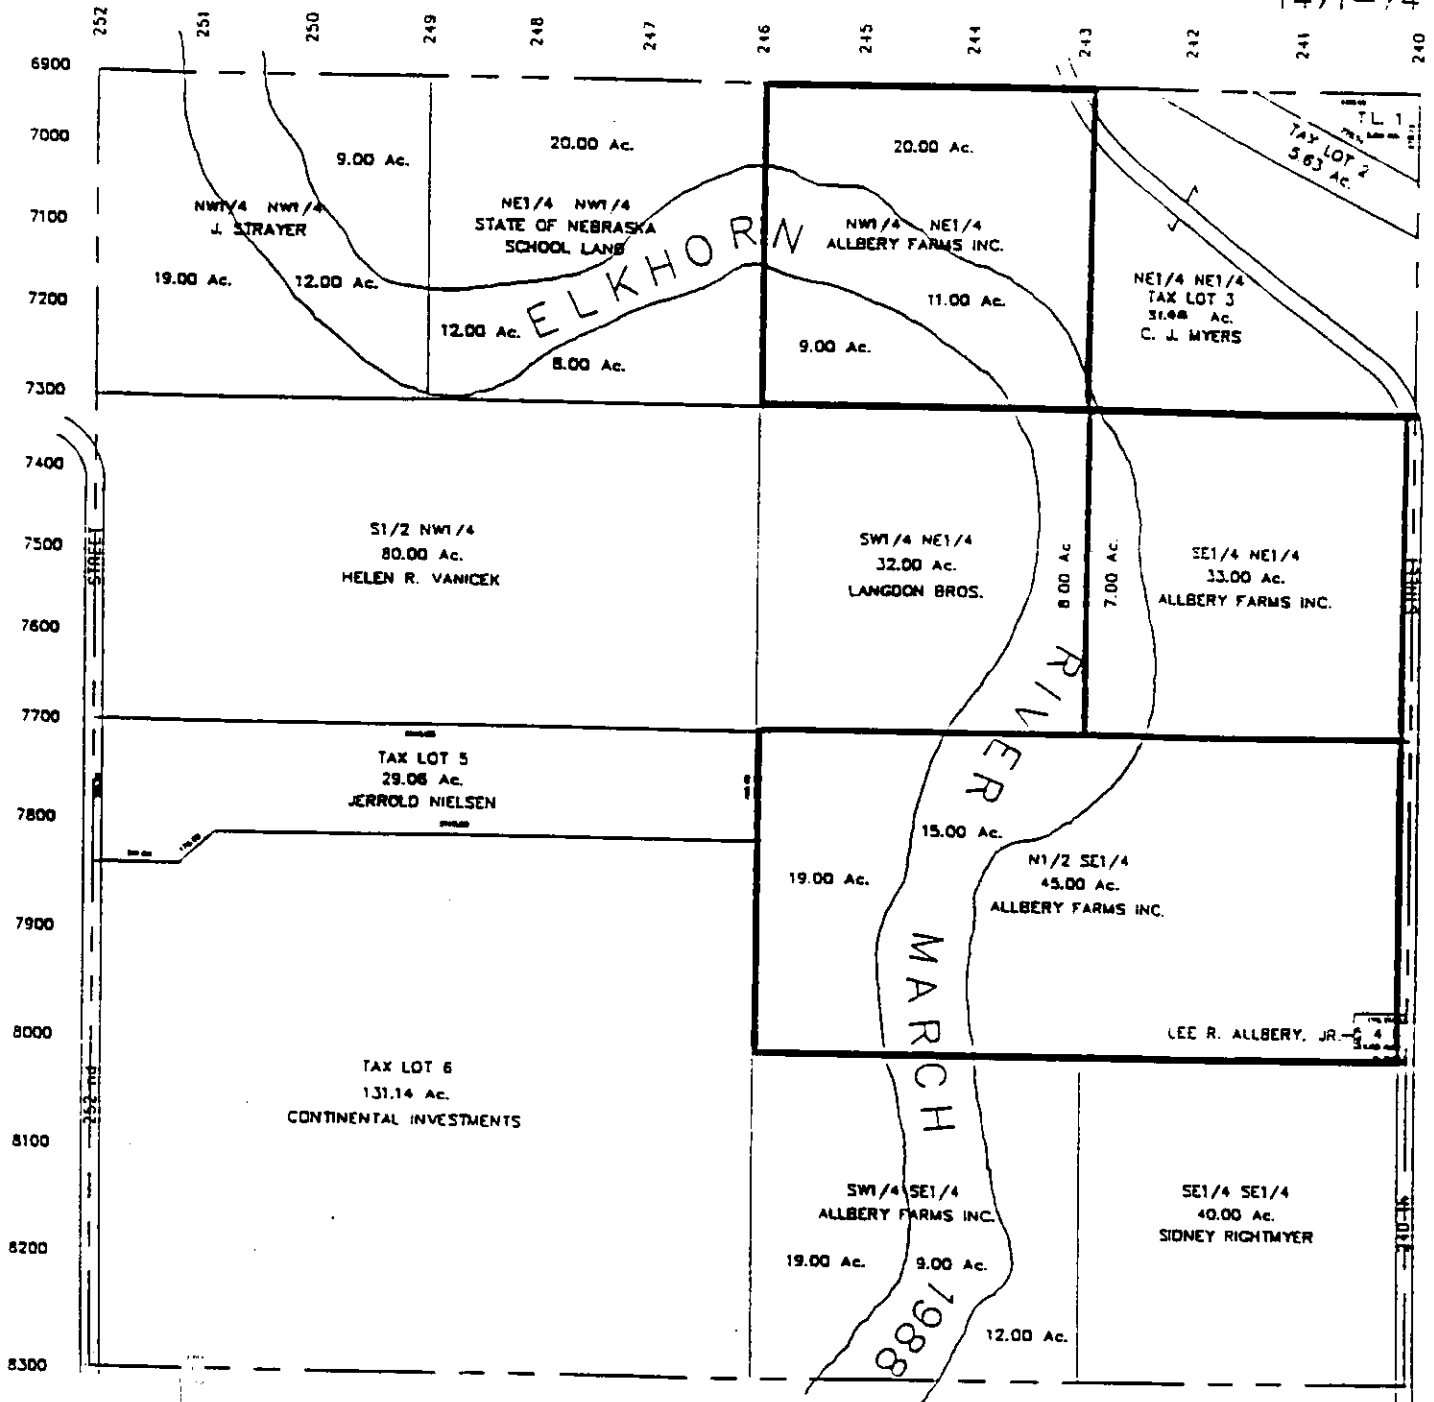 252 251 250 249 248 247 246 245 244 243 242 241 240
6900
7000
7100
7200
7300
7400
7500
7600
7700
7800
7900
8000
8100
8200
8300
9.00 Ac.
20.00 Ac.
20.00 Ac.
T.L. 1
TAX LOT 2
5.63 Ac.
NW1/4 NW1/4
J. STRAYER
19.00 Ac.
12.00 Ac.
NE1/4 NW1/4
STATE OF NEBRASKA
SCHOOL LAND
12.00 Ac.
8.00 Ac.
ELKHORN
NW1/4 NE1/4
ALLBERY FARMS INC.
11.00 Ac.
9.00 Ac.
NE1/4 NE1/4
TAX LOT 3
Ac.
C. J. MYERS
STREET
S1/2 NW1/4
80.00 Ac.
HELEN R. VANICEK
SW1/4 NE1/4
32.00 Ac.
LANGDON BROS.
8.00 Ac
7.00 Ac.
SE1/4 NE1/4
33.00 Ac.
ALLBERY FARMS INC.
STREET
RIVER
TAX LOT 5
29.06 Ac.
JERROLD NIELSEN
15.00 Ac.
19.00 Ac.
N1/2 SE1/4
45.00 Ac.
ALLBERY FARMS INC.
MARCH
LEE R. ALLBERY, JR.
4
TAX LOT 6
131.14 Ac.
CONTINENTAL INVESTMENTS
252 nd
SW1/4 SE1/4
ALLBERY FARMS INC.
19.00 Ac.
9.00 Ac.
12.00 Ac.
1988
SE1/4 SE1/4
40.00 Ac.
SIDNEY RIGHTMYER
240 th